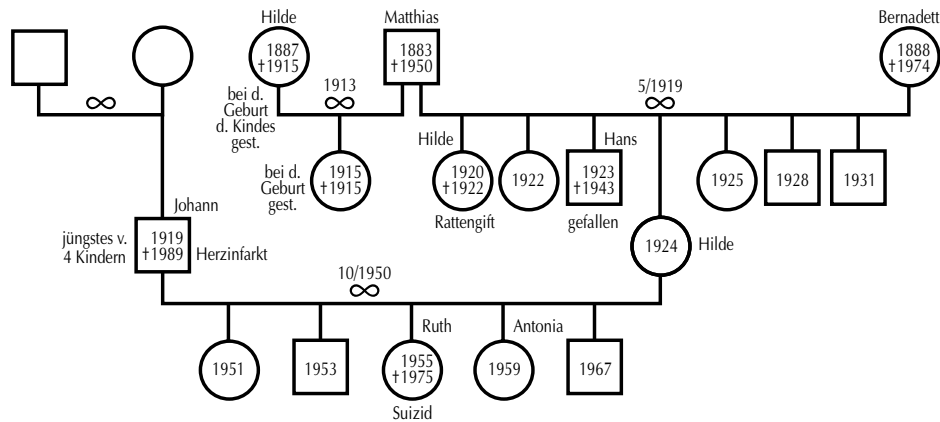 Hilde
Matthias
Bernadett
1887
†1915
1883
†1950
1888
†1974
bei d.
Geburt
d. Kindes
gest.
1913
∞
5/1919
∞
∞
bei d.
Geburt
gest.
1915
†1915
Hilde
1920
†1922
Rattengift
1922
Hans
1923
†1943
gefallen
1925
1928
1931
Johann
jüngstes v.
4 Kindern
1919
†1989
Herzinfarkt
1924
Hilde
10/1950
∞
1951
1953
Ruth
1955
†1975
Suizid
Antonia
1959
1967